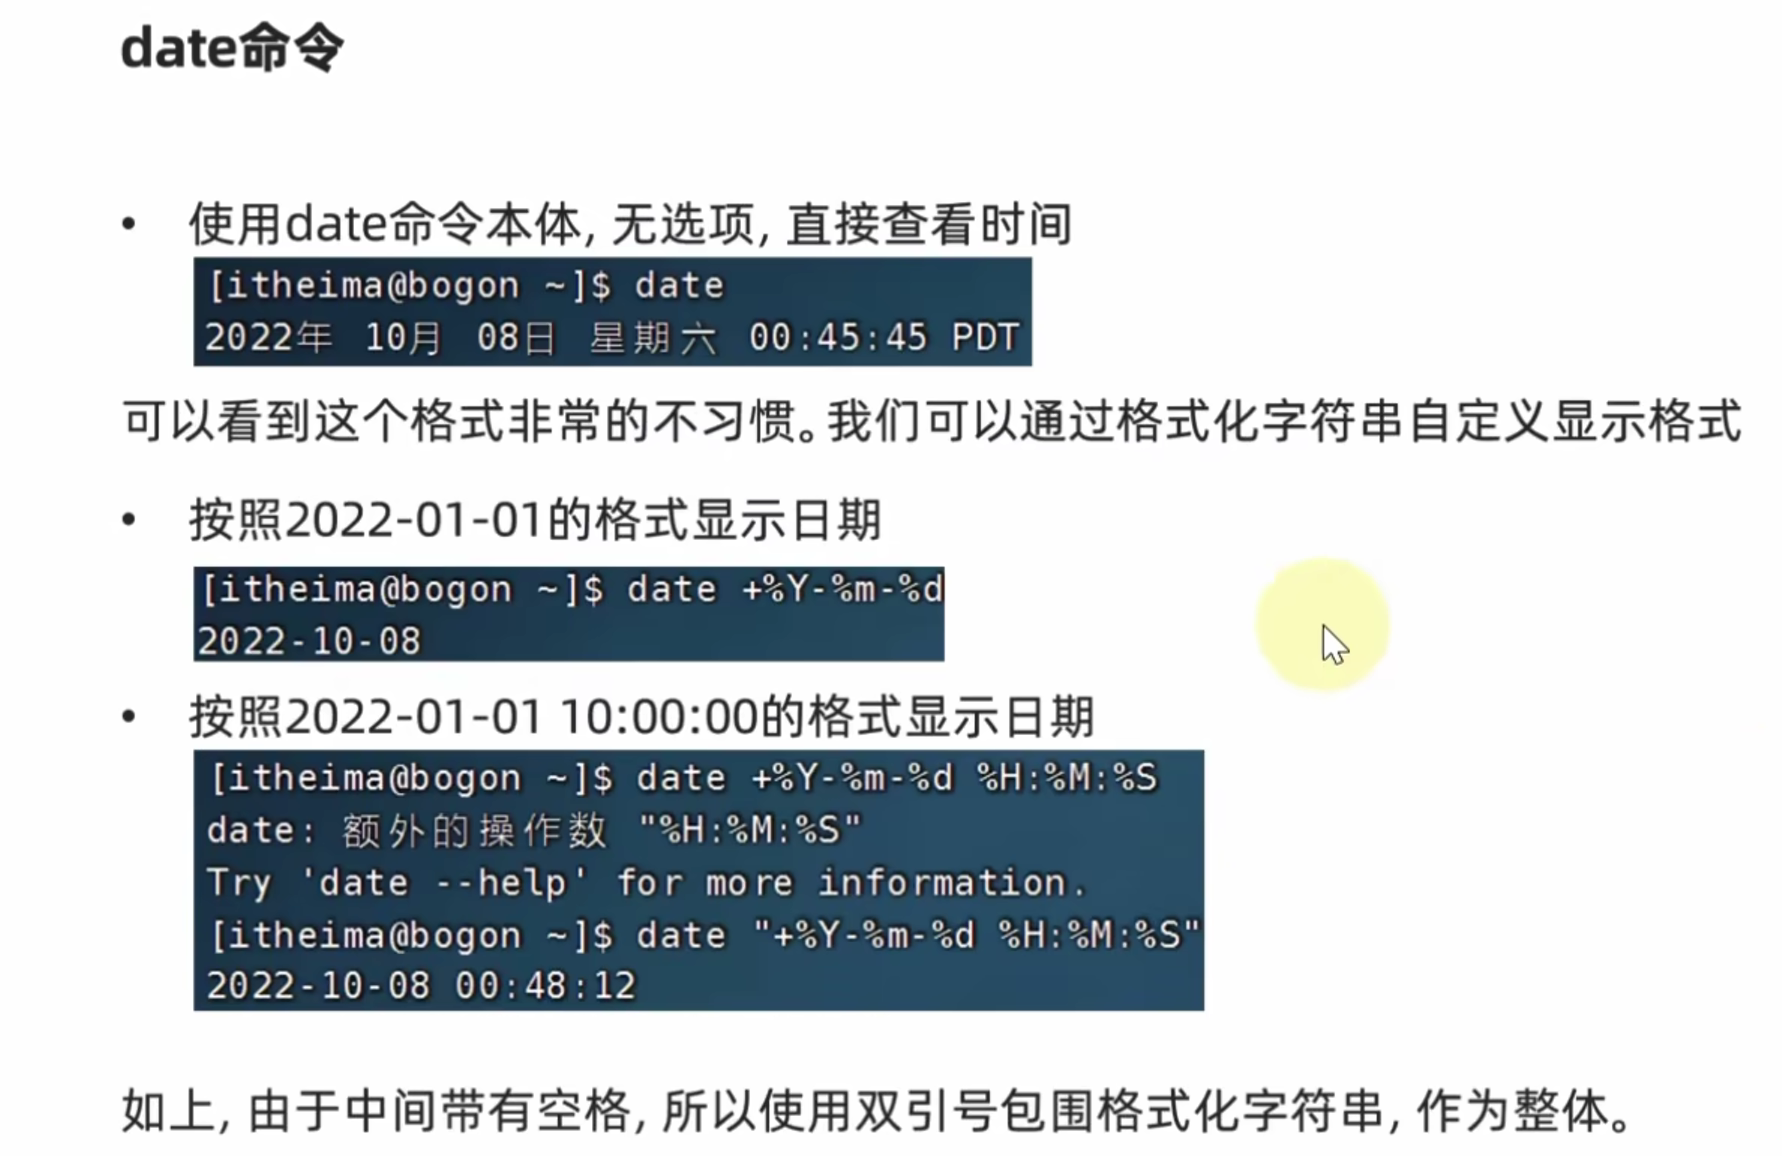 date命令
• 使用date命令本体, 无选项, 直接查看时间
[itheima@bogon ~]$ date
2022年 10月 08日 星期六 00:45:45 PDT
可以看到这个格式非常的不习惯。我们可以通过格式化字符串自定义显示格式
• 按照2022-01-01的格式显示日期
[itheima@bogon ~]$ date +%Y-%m-%d
2022-10-08
• 按照2022-01-01 10:00:00的格式显示日期
[itheima@bogon ~]$ date +%Y-%m-%d %H:%M:%S
date: 额外的操作数 "%H:%M:%S"
Try 'date --help' for more information.
[itheima@bogon ~]$ date "+%Y-%m-%d %H:%M:%S"
2022-10-08 00:48:12
如上, 由于中间带有空格, 所以使用双引号包围格式化字符串, 作为整体。